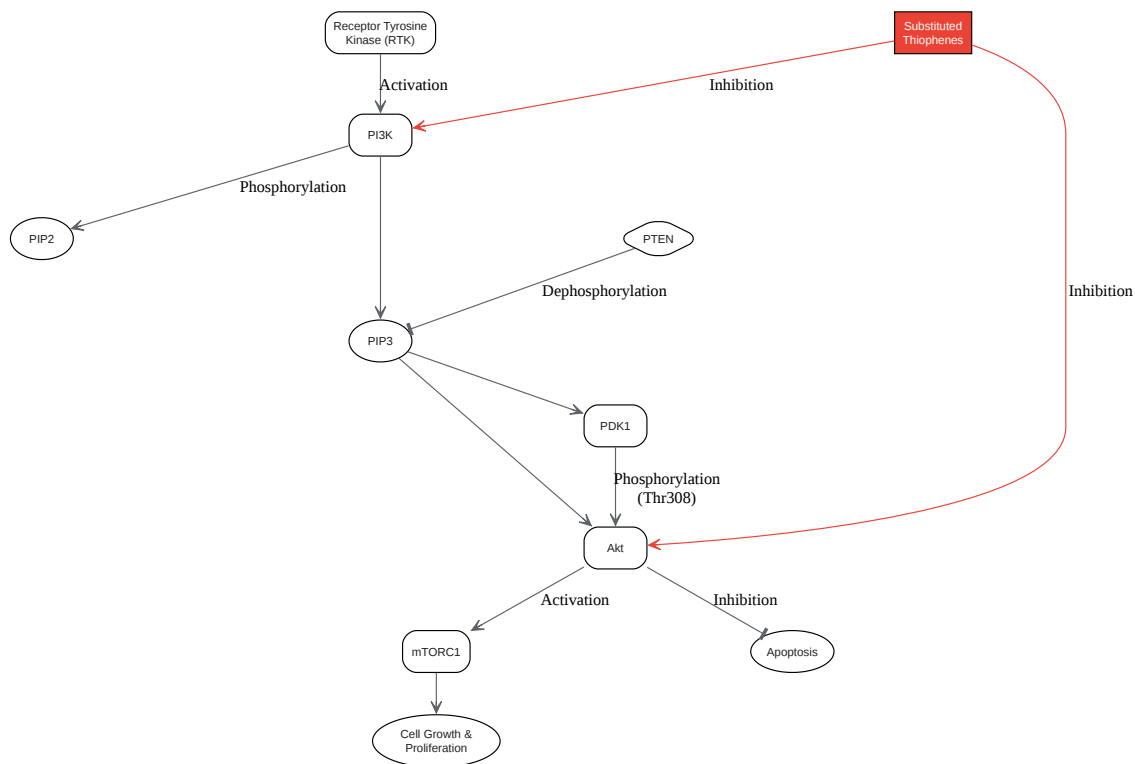 Receptor Tyrosine
Kinase (RTK)
Substituted
Thiophenes
Activation
Inhibition
PI3K
Phosphorylation
PIP2
PTEN
Dephosphorylation
Inhibition
PIP3
PDK1
Phosphorylation
(Thr308)
Akt
Activation
Inhibition
mTORC1
Apoptosis
Cell Growth &
Proliferation